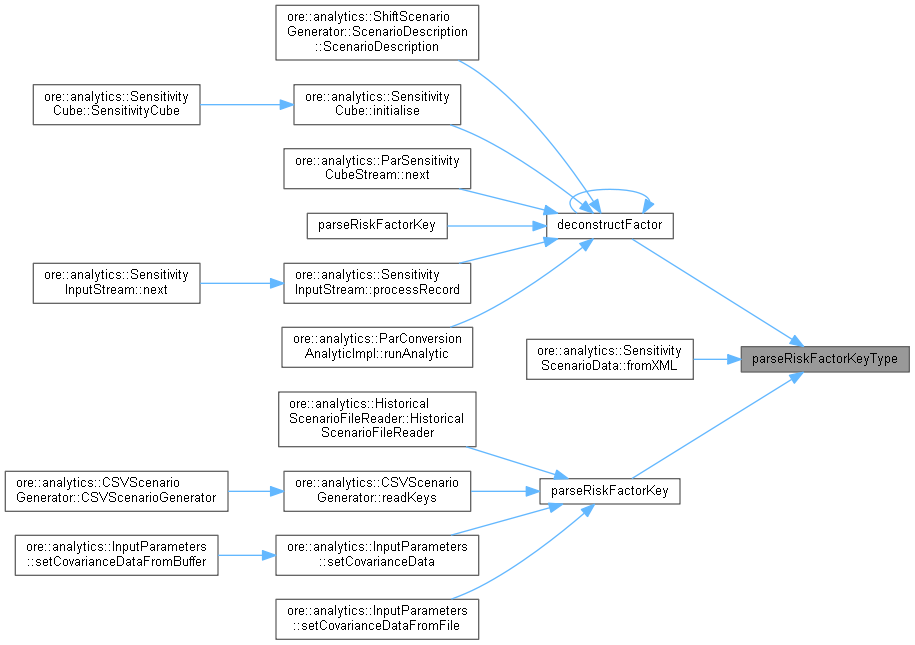 ore::analytics::ShiftScenario
Generator::ScenarioDescription
::ScenarioDescription
ore::analytics::Sensitivity
Cube::SensitivityCube
ore::analytics::Sensitivity
Cube::initialise
ore::analytics::ParSensitivity
CubeStream::next
parseRiskFactorKey
deconstructFactor
ore::analytics::Sensitivity
InputStream::next
ore::analytics::Sensitivity
InputStream::processRecord
ore::analytics::ParConversion
AnalyticImpl::runAnalytic
ore::analytics::Sensitivity
ScenarioData::fromXML
parseRiskFactorKeyType
ore::analytics::Historical
ScenarioFileReader::Historical
ScenarioFileReader
ore::analytics::CSVScenario
Generator::CSVScenarioGenerator
ore::analytics::CSVScenario
Generator::readKeys
parseRiskFactorKey
ore::analytics::InputParameters
::setCovarianceDataFromBuffer
ore::analytics::InputParameters
::setCovarianceData
ore::analytics::InputParameters
::setCovarianceDataFromFile